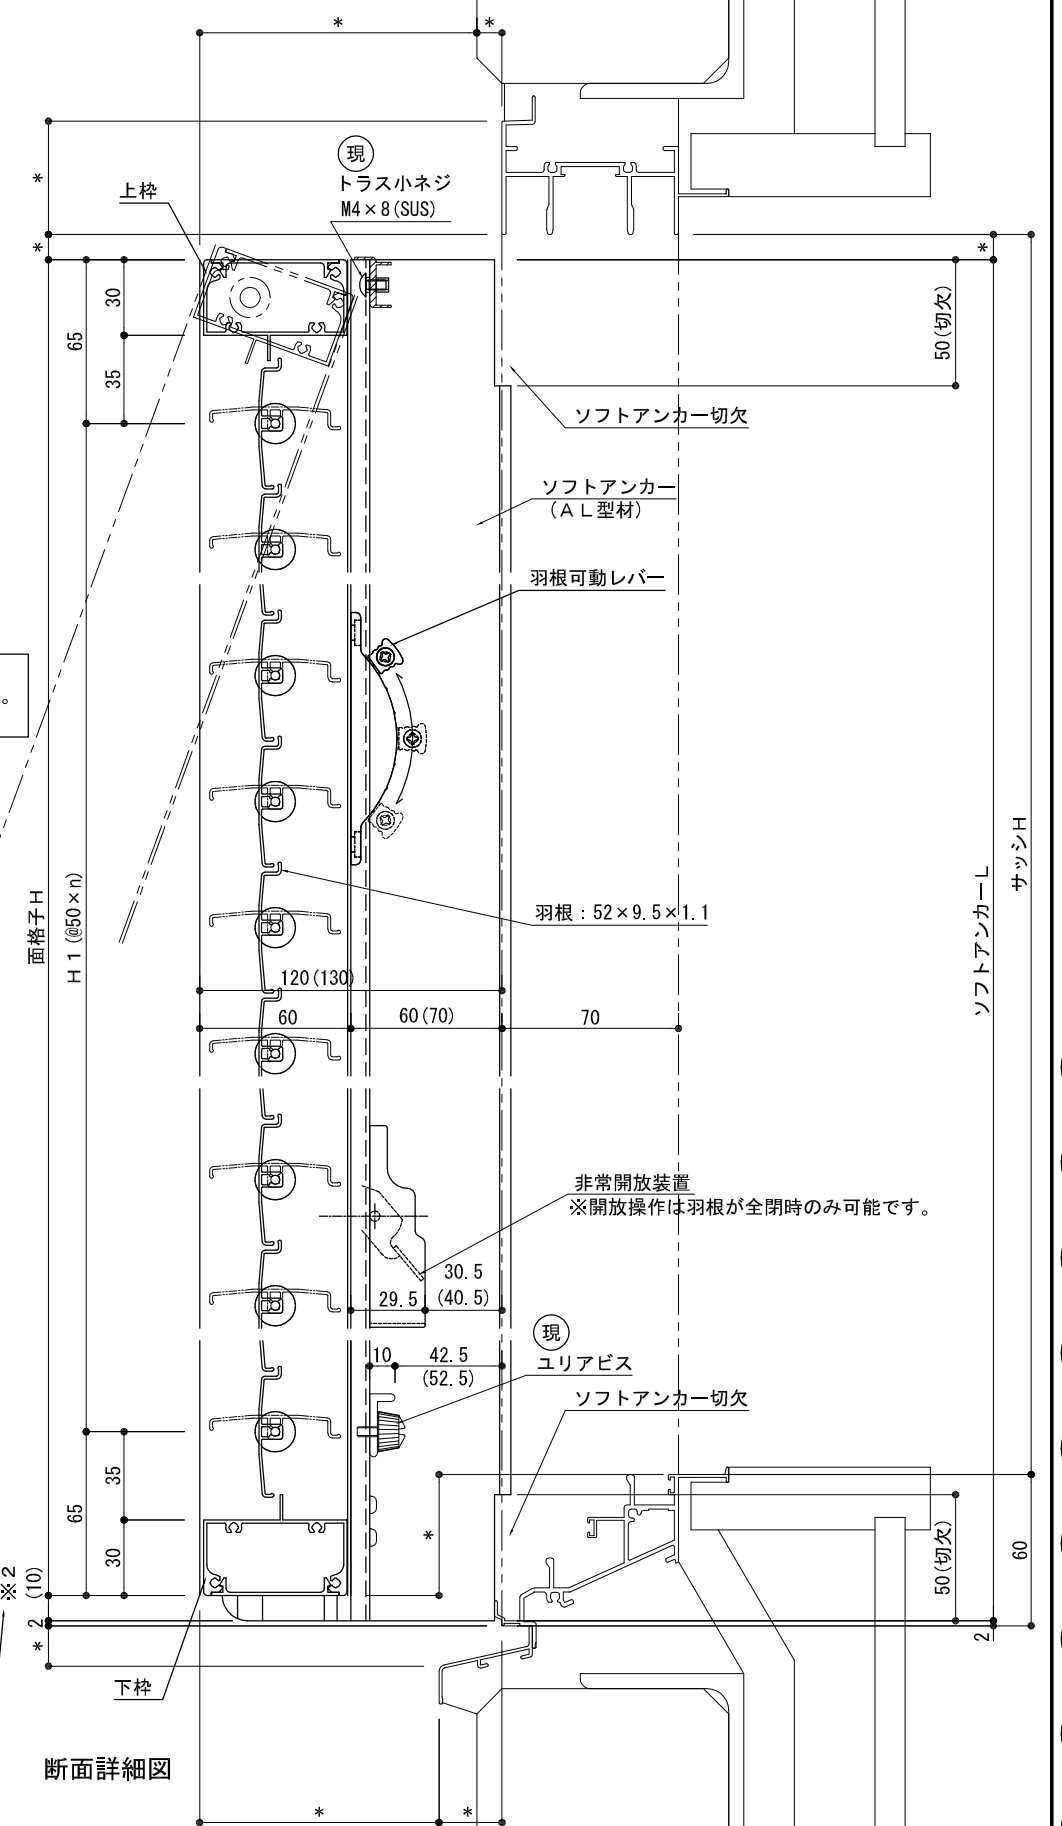 *
*
現
トラス小ネジ
M4×8(SUS)
上枠
*
*
*
30
65
35
50(切欠)
ソフトアンカー切欠
ソフトアンカー
(AL型材)
羽根可動レバー
。
サッシH
面格子H
H1(@50×n)
ソフトアンカーL
羽根:52×9.5×1.1
120(130)
60
60(70)
70
非常開放装置
※開放操作は羽根が全閉時のみ可能です。
30.5
29.5
(40.5)
現
ユリアビス
10
42.5
(52.5)
ソフトアンカー切欠
35
65
30
*
50(切欠)
60
※2
(10)
2
*
2
下枠
断面詳細図
*
*